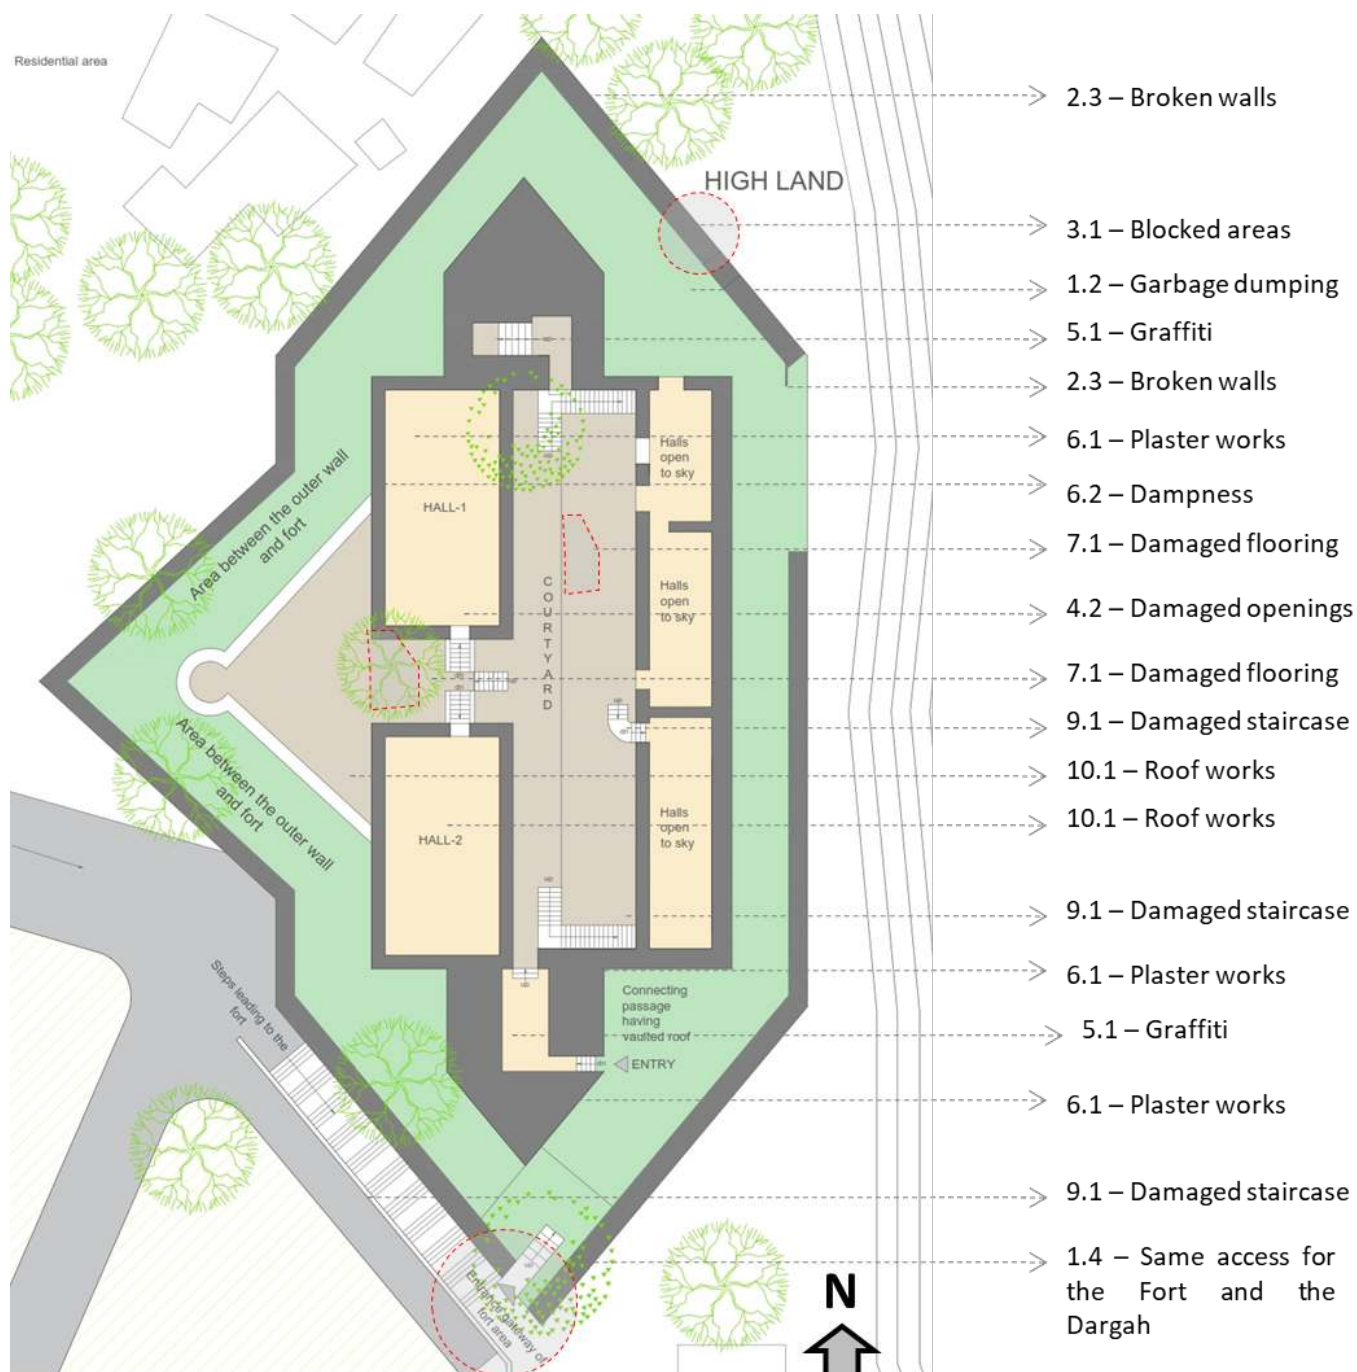 Residential area
2.3 – Broken walls
HIGH LAND
3.1 – Blocked areas
1.2 – Garbage dumping
5.1 – Graffiti
2.3 – Broken walls
6.1 – Plaster works
Halls
open
to sky
6.2 – Dampness
HALL-1
Area between the outer wall
and fort
7.1 – Damaged flooring
COURTYARD
Halls
open
to sky
4.2 – Damaged openings
7.1 – Damaged flooring
9.1 – Damaged staircase
Area between the outer wall
and fort
10.1 – Roof works
HALL-2
Halls
open
to sky
10.1 – Roof works
9.1 – Damaged staircase
Steps leading to the
fort
6.1 – Plaster works
Connecting
passage
having
vaulted roof
5.1 – Graffiti
ENTRY
6.1 – Plaster works
9.1 – Damaged staircase
Entrance gateway of
fort area
1.4 – Same access for
the Fort and the
Dargah
N